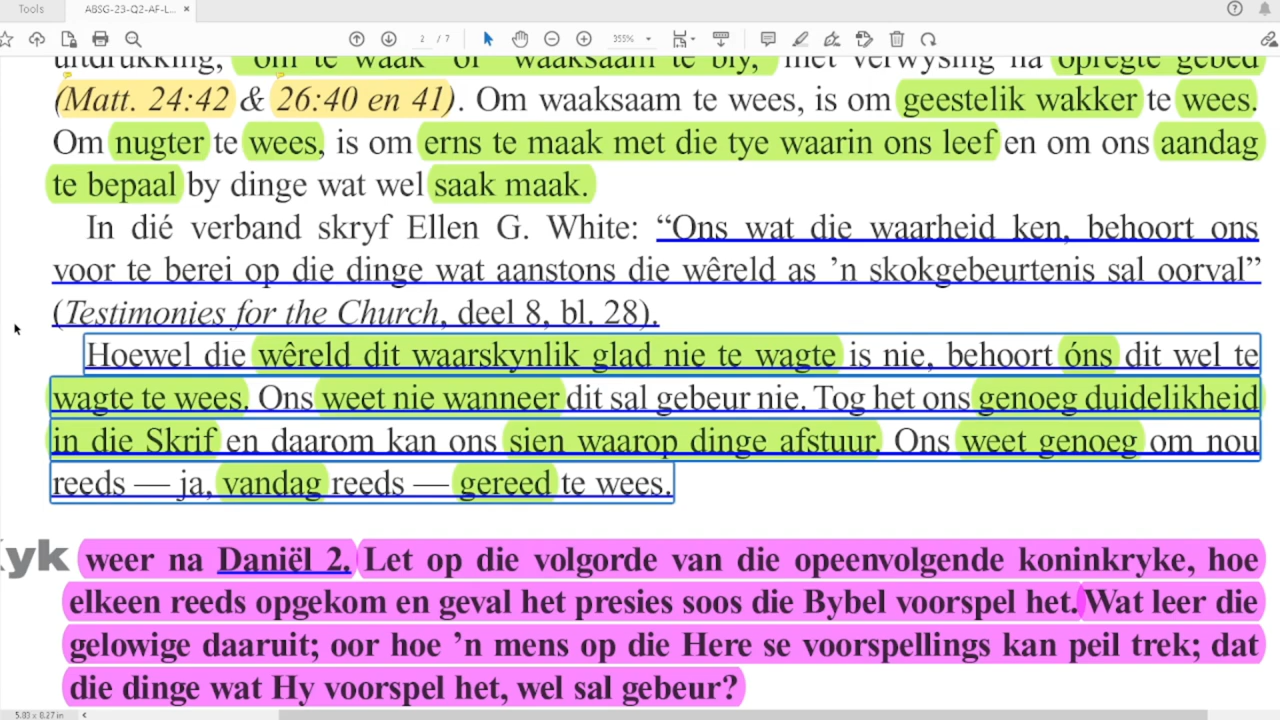 Tools
ABSG-23-Q2-AF-L... ×
2 / 7
355%
uitdrukking, "om te waak" of "waaksaam te bly," met verwysing na opregte gebed
(Matt. 24:42 & 26:40 en 41). Om waaksaam te wees, is om geestelik wakker te wees.
Om nugter te wees, is om erns te maak met die tye waarin ons leef en om ons aandag
te bepaal by dinge wat wel saak maak.
In dié verband skryf Ellen G. White: “Ons wat die waarheid ken, behoort ons
voor te berei op die dinge wat aanstons die wêreld as ’n skokgebeurtenis sal oorval”
(Testimonies for the Church, deel 8, bl. 28).
Hoewel die wêreld dit waarskynlik glad nie te wagte is nie, behoort óns dit wel te
wagte te wees. Ons weet nie wanneer dit sal gebeur nie. Tog het ons genoeg duidelikheid
in die Skrif en daarom kan ons sien waarop dinge afstuur. Ons weet genoeg om nou
reeds — ja, vandag reeds — gereed te wees.
yk weer na Daniël 2. Let op die volgorde van die opeenvolgende koninkryke, hoe
elkeen reeds opgekom en geval het presies soos die Bybel voorspel het. Wat leer die
gelowige daaruit; oor hoe ’n mens op die Here se voorspellings kan peil trek; dat
die dinge wat Hy voorspel het, wel sal gebeur?
5.83 x 8.27 in